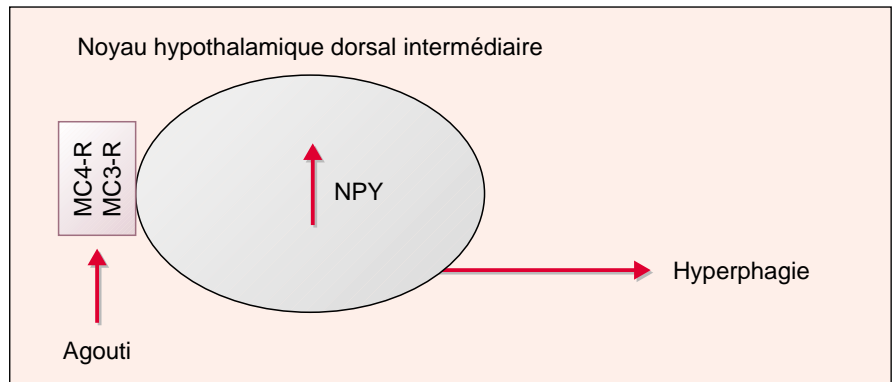 Noyau hypothalamique dorsal intermédiaire
MC4-R
MC3-R
NPY
Hyperphagie
Agouti